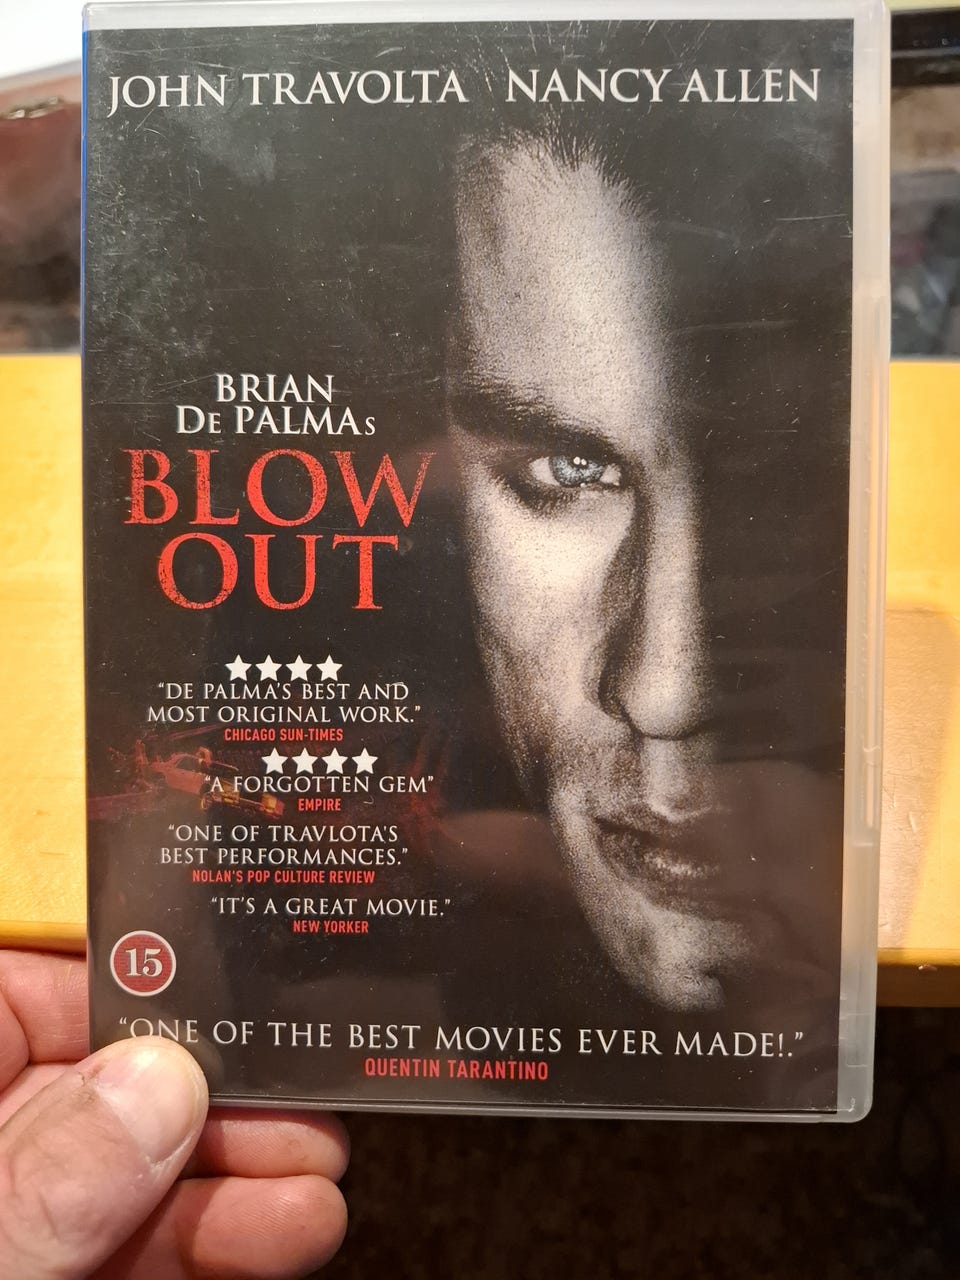 JOHN TRAVOLTA NANCY ALLEN
BRIAN
DE PALMAs
BLOW
OUT
"DE PALMA'S BEST AND
MOST ORIGINAL WORK."
CHICAGO SUN-TIMES
"A FORGOTTEN GEM"
EMPIRE
"ONE OF TRAVLOTA'S
BEST PERFORMANCES."
NOLAN'S POP CULTURE REVIEW
"IT'S A GREAT MOVIE."
NEW YORKER
15
"ONE OF THE BEST MOVIES EVER MADE!."
QUENTIN TARANTINO